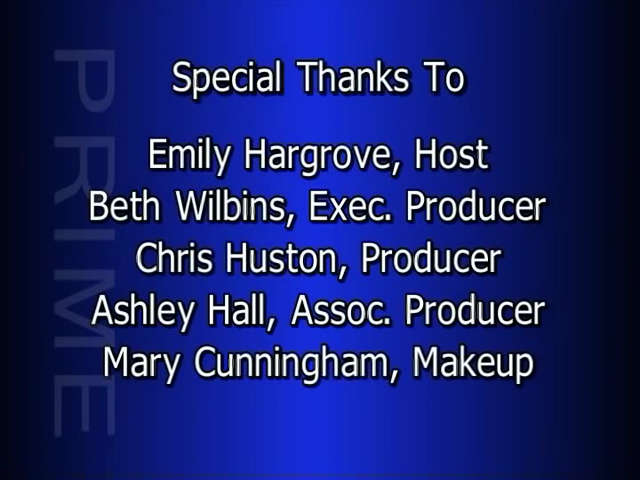 PRIME
Special Thanks To
Emily Hargrove, Host
Beth Wilbins, Exec. Producer
Chris Huston, Producer
Ashley Hall, Assoc. Producer
Mary Cunningham, Makeup